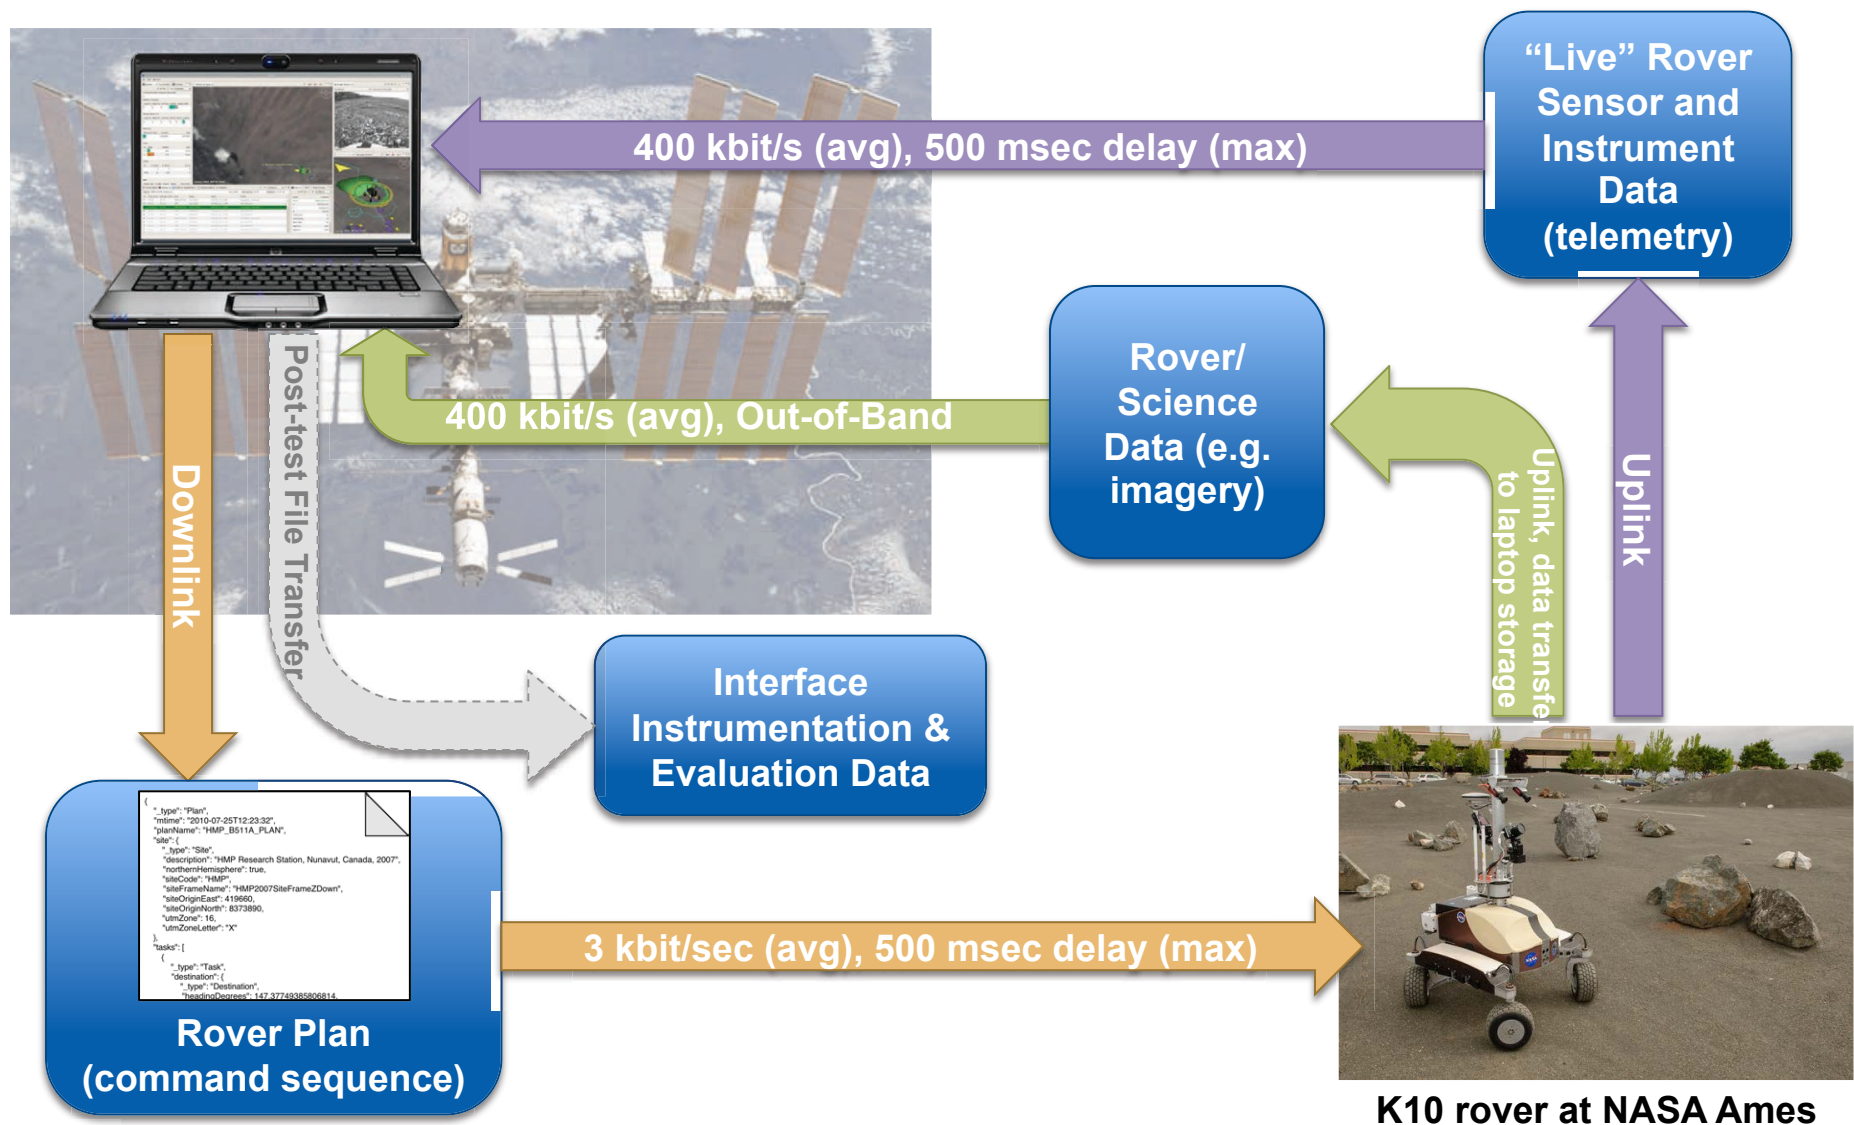 “Live” Rover
Sensor and
Instrument
Data
(telemetry)
400 kbit/s (avg), 500 msec delay (max)
Rover/
Science
Data (e.g.
imagery)
400 kbit/s (avg), Out-of-Band
Downlink
Post-test File Transfer
Uplink, data transfer
to laptop storage
Uplink
Interface
Instrumentation &
Evaluation Data
{
"_type": "Plan",
"mtime": "2010-07-25T12:23:32",
"planName": "HMP_B511A_PLAN",
"site": {
"_type": "Site",
"description": "HMP Research Station, Nunavut, Canada, 2007",
"northernHemisphere": true,
"siteCode": "HMP",
"siteFrameName": "HMP2007SiteFrameZDown",
"siteOriginEast": 419660,
"siteOriginNorth": 8373890,
"utmZone": 16,
"utmZoneLetter": "X"
},
"tasks": [
{
"_type": "Task",
"destination": {
"_type": "Destination",
"headingDegrees": 147.37749385806814,
Rover Plan
(command sequence)
3 kbit/sec (avg), 500 msec delay (max)
K10 rover at NASA Ames